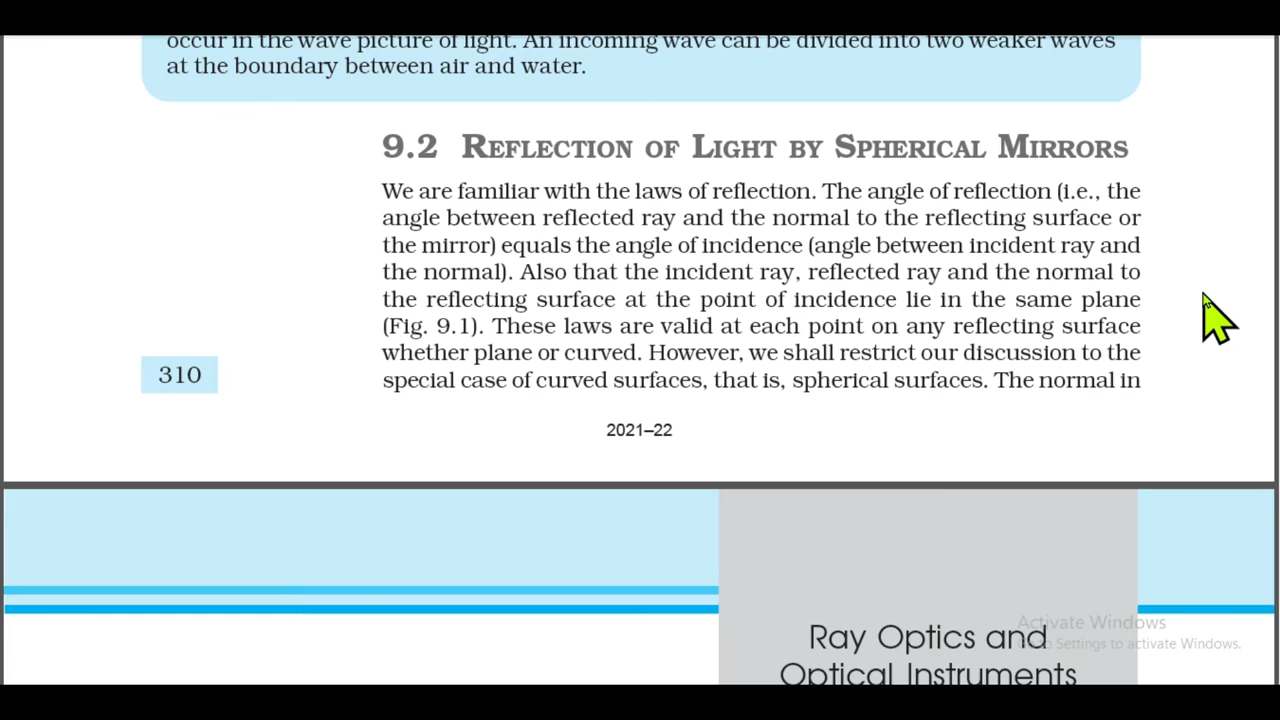 occur in the wave picture of light. An incoming wave can be divided into two weaker waves
at the boundary between air and water.
9.2 REFLECTION OF LIGHT BY SPHERICAL MIRRORS
We are familiar with the laws of reflection. The angle of reflection (i.e., the
angle between reflected ray and the normal to the reflecting surface or
the mirror) equals the angle of incidence (angle between incident ray and
the normal). Also that the incident ray, reflected ray and the normal to
the reflecting surface at the point of incidence lie in the same plane
(Fig. 9.1). These laws are valid at each point on any reflecting surface
whether plane or curved. However, we shall restrict our discussion to the
special case of curved surfaces, that is, spherical surfaces. The normal in
310
2021–22
Ray Optics and
Optical Instruments
Activate Windows
Go to Settings to activate Windows.